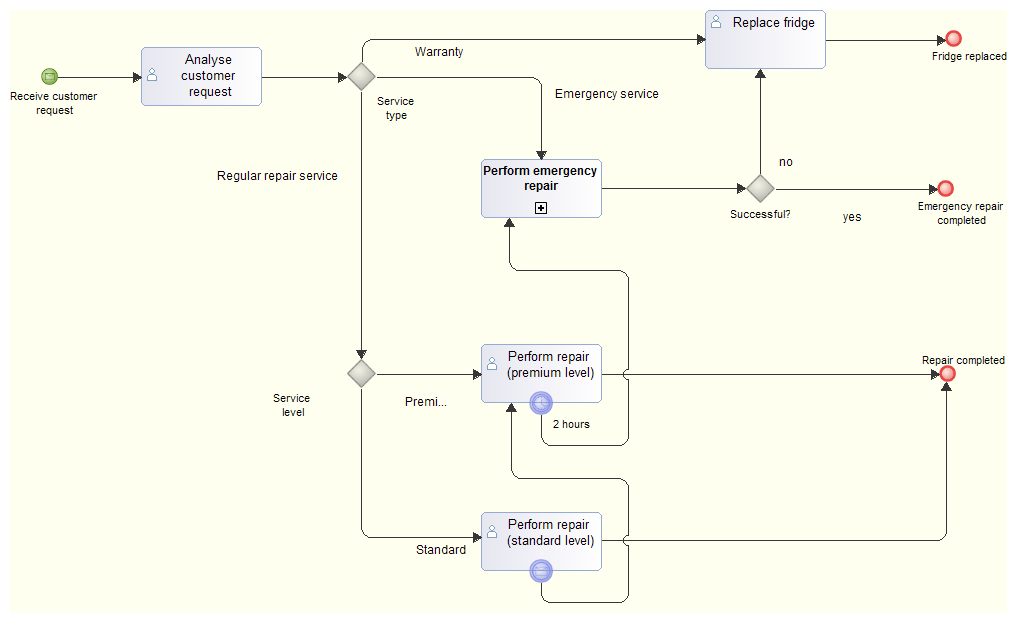 Replace fridge
Warranty
Fridge replaced
Analyse
customer
request
Receive customer
request
Service
type
Emergency service
no
Regular repair service
Perform emergency
repair
Successful?
yes
Emergency repair
completed
Perform repair
(premium level)
Repair completed
Service
level
Premi...
2 hours
Perform repair
(standard level)
Standard